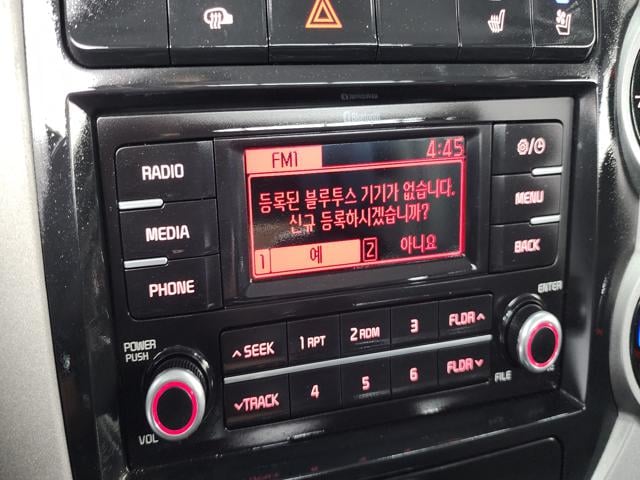 Bluetooth
FM1 4:45
등록된 블루투스 기기가 없습니다.
신규 등록하시겠습니까?
1 예 2 아니요
RADIO
MEDIA
PHONE
MENU
BACK
POWER
PUSH
VOL
∧ SEEK
1 RPT
2 RDM
3
FLDR ∧
∨TRACK
4
5
6
FLDR ∨
ENTER
FILE